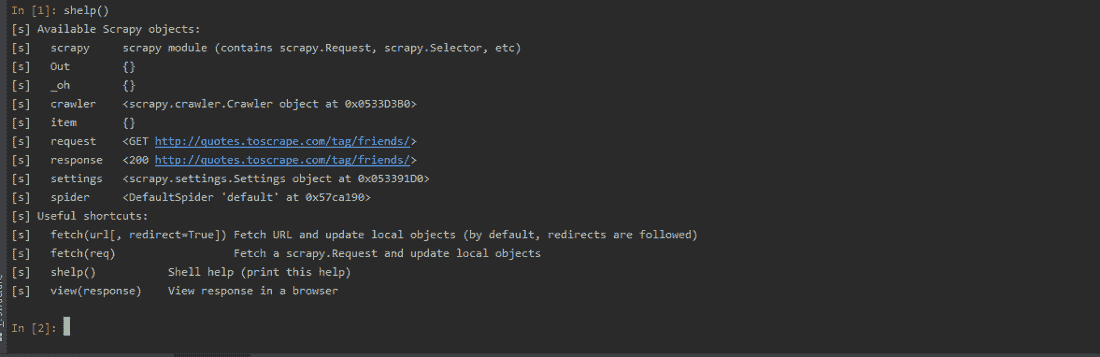 In [1]: shelp()
[s] Available Scrapy objects:
[s]   scrapy     scrapy module (contains scrapy.Request, scrapy.Selector, etc)
[s]   Out        {}
[s]   _oh        {}
[s]   crawler    <scrapy.crawler.Crawler object at 0x0533D3B0>
[s]   item       {}
[s]   request    <GET http://quotes.toscrape.com/tag/friends/>
[s]   response   <200 http://quotes.toscrape.com/tag/friends/>
[s]   settings   <scrapy.settings.Settings object at 0x053391D0>
[s]   spider     <DefaultSpider 'default' at 0x57ca190>
[s] Useful shortcuts:
[s]   fetch(url[, redirect=True]) Fetch URL and update local objects (by default, redirects are followed)
[s]   fetch(req)                  Fetch a scrapy.Request and update local objects
[s]   shelp()           Shell help (print this help)
[s]   view(response)    View response in a browser
In [2]: